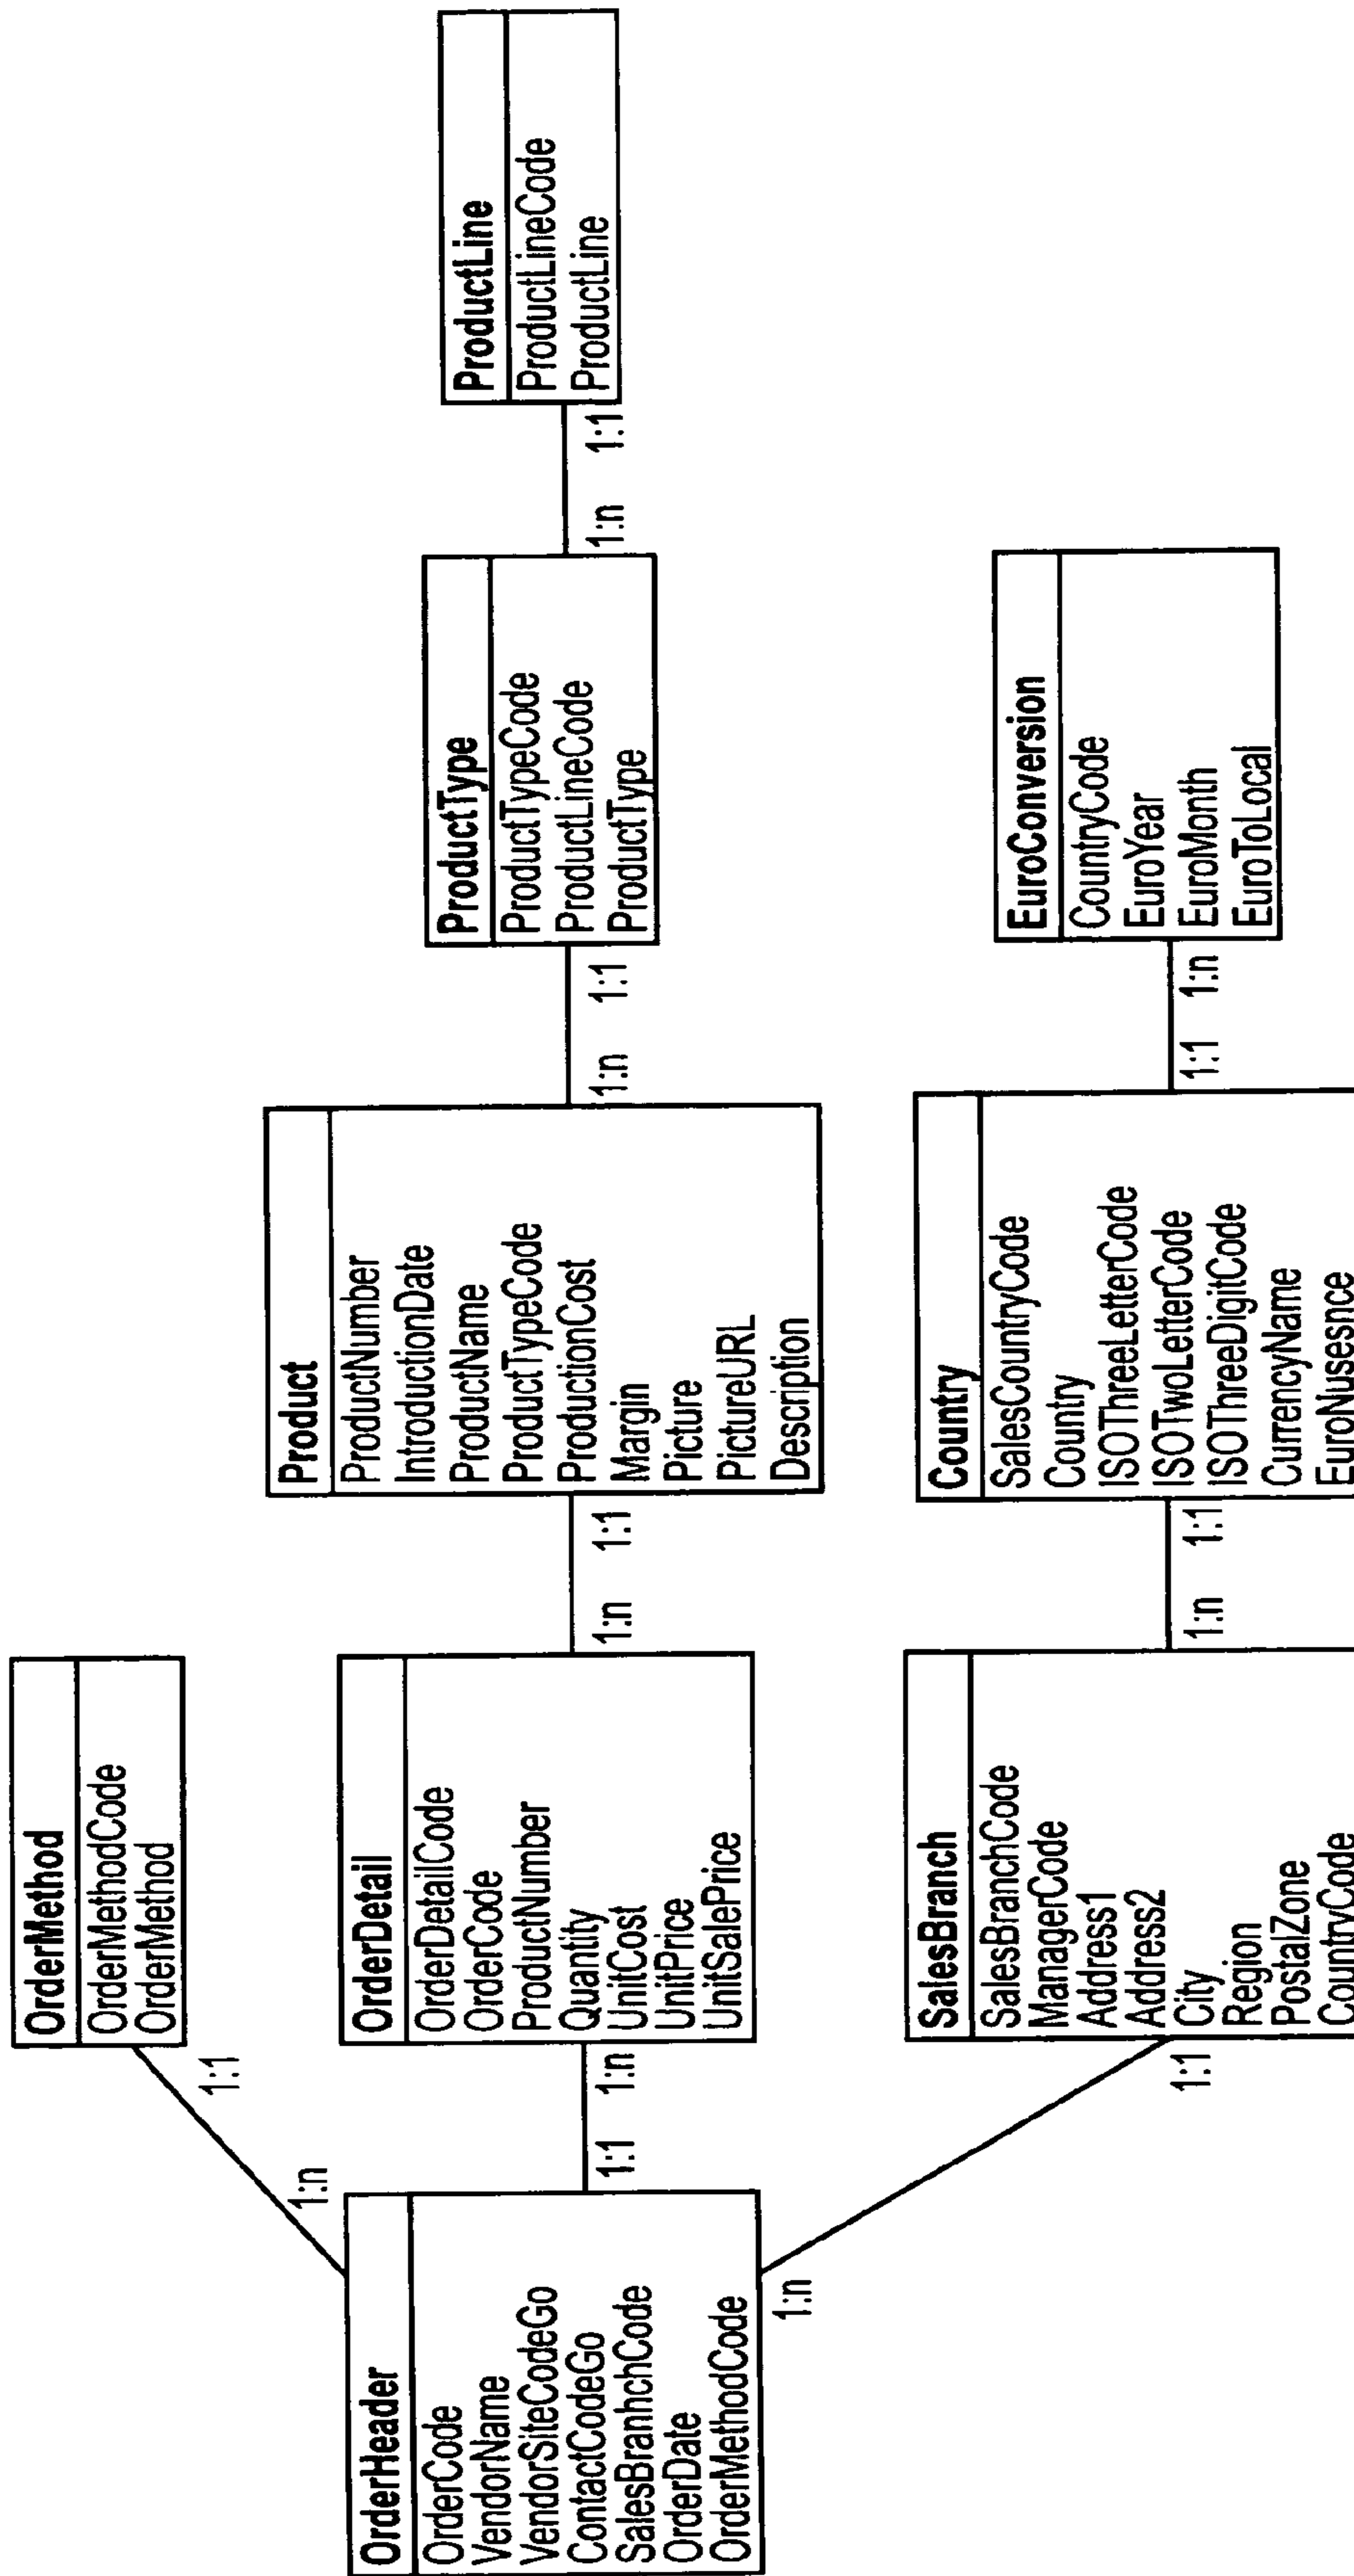 OrderMethod
OrderMethodCode
OrderMethod
1:1
1:n
OrderHeader
OrderCode
VendorName
VendorSiteCodeGo
ContactCodeGo
SalesBranhchCode
OrderDate
OrderMethodCode
1:1
1:n
OrderDetail
OrderDetailCode
OrderCode
ProductNumber
Quantity
UnitCost
UnitPrice
UnitSalePrice
1:n
1:1
Product
ProductNumber
IntroductionDate
ProductName
ProductTypeCode
ProductionCost
Margin
Picture
PictureURL
Description
1:n
1:1
ProductType
ProductTypeCode
ProductLineCode
ProductType
1:n
1:1
ProductLine
ProductLineCode
ProductLine
1:n
1:1
SalesBranch
SalesBranchCode
ManagerCode
Address1
Address2
City
Region
PostalZone
CountryCode
1:n
1:1
Country
SalesCountryCode
Country
ISOThreeLetterCode
ISOTwoLetterCode
ISOThreeDigitCode
CurrencyName
EuroNusesnce
1:1
1:n
EuroConversion
CountryCode
EuroYear
EuroMonth
EuroToLocal